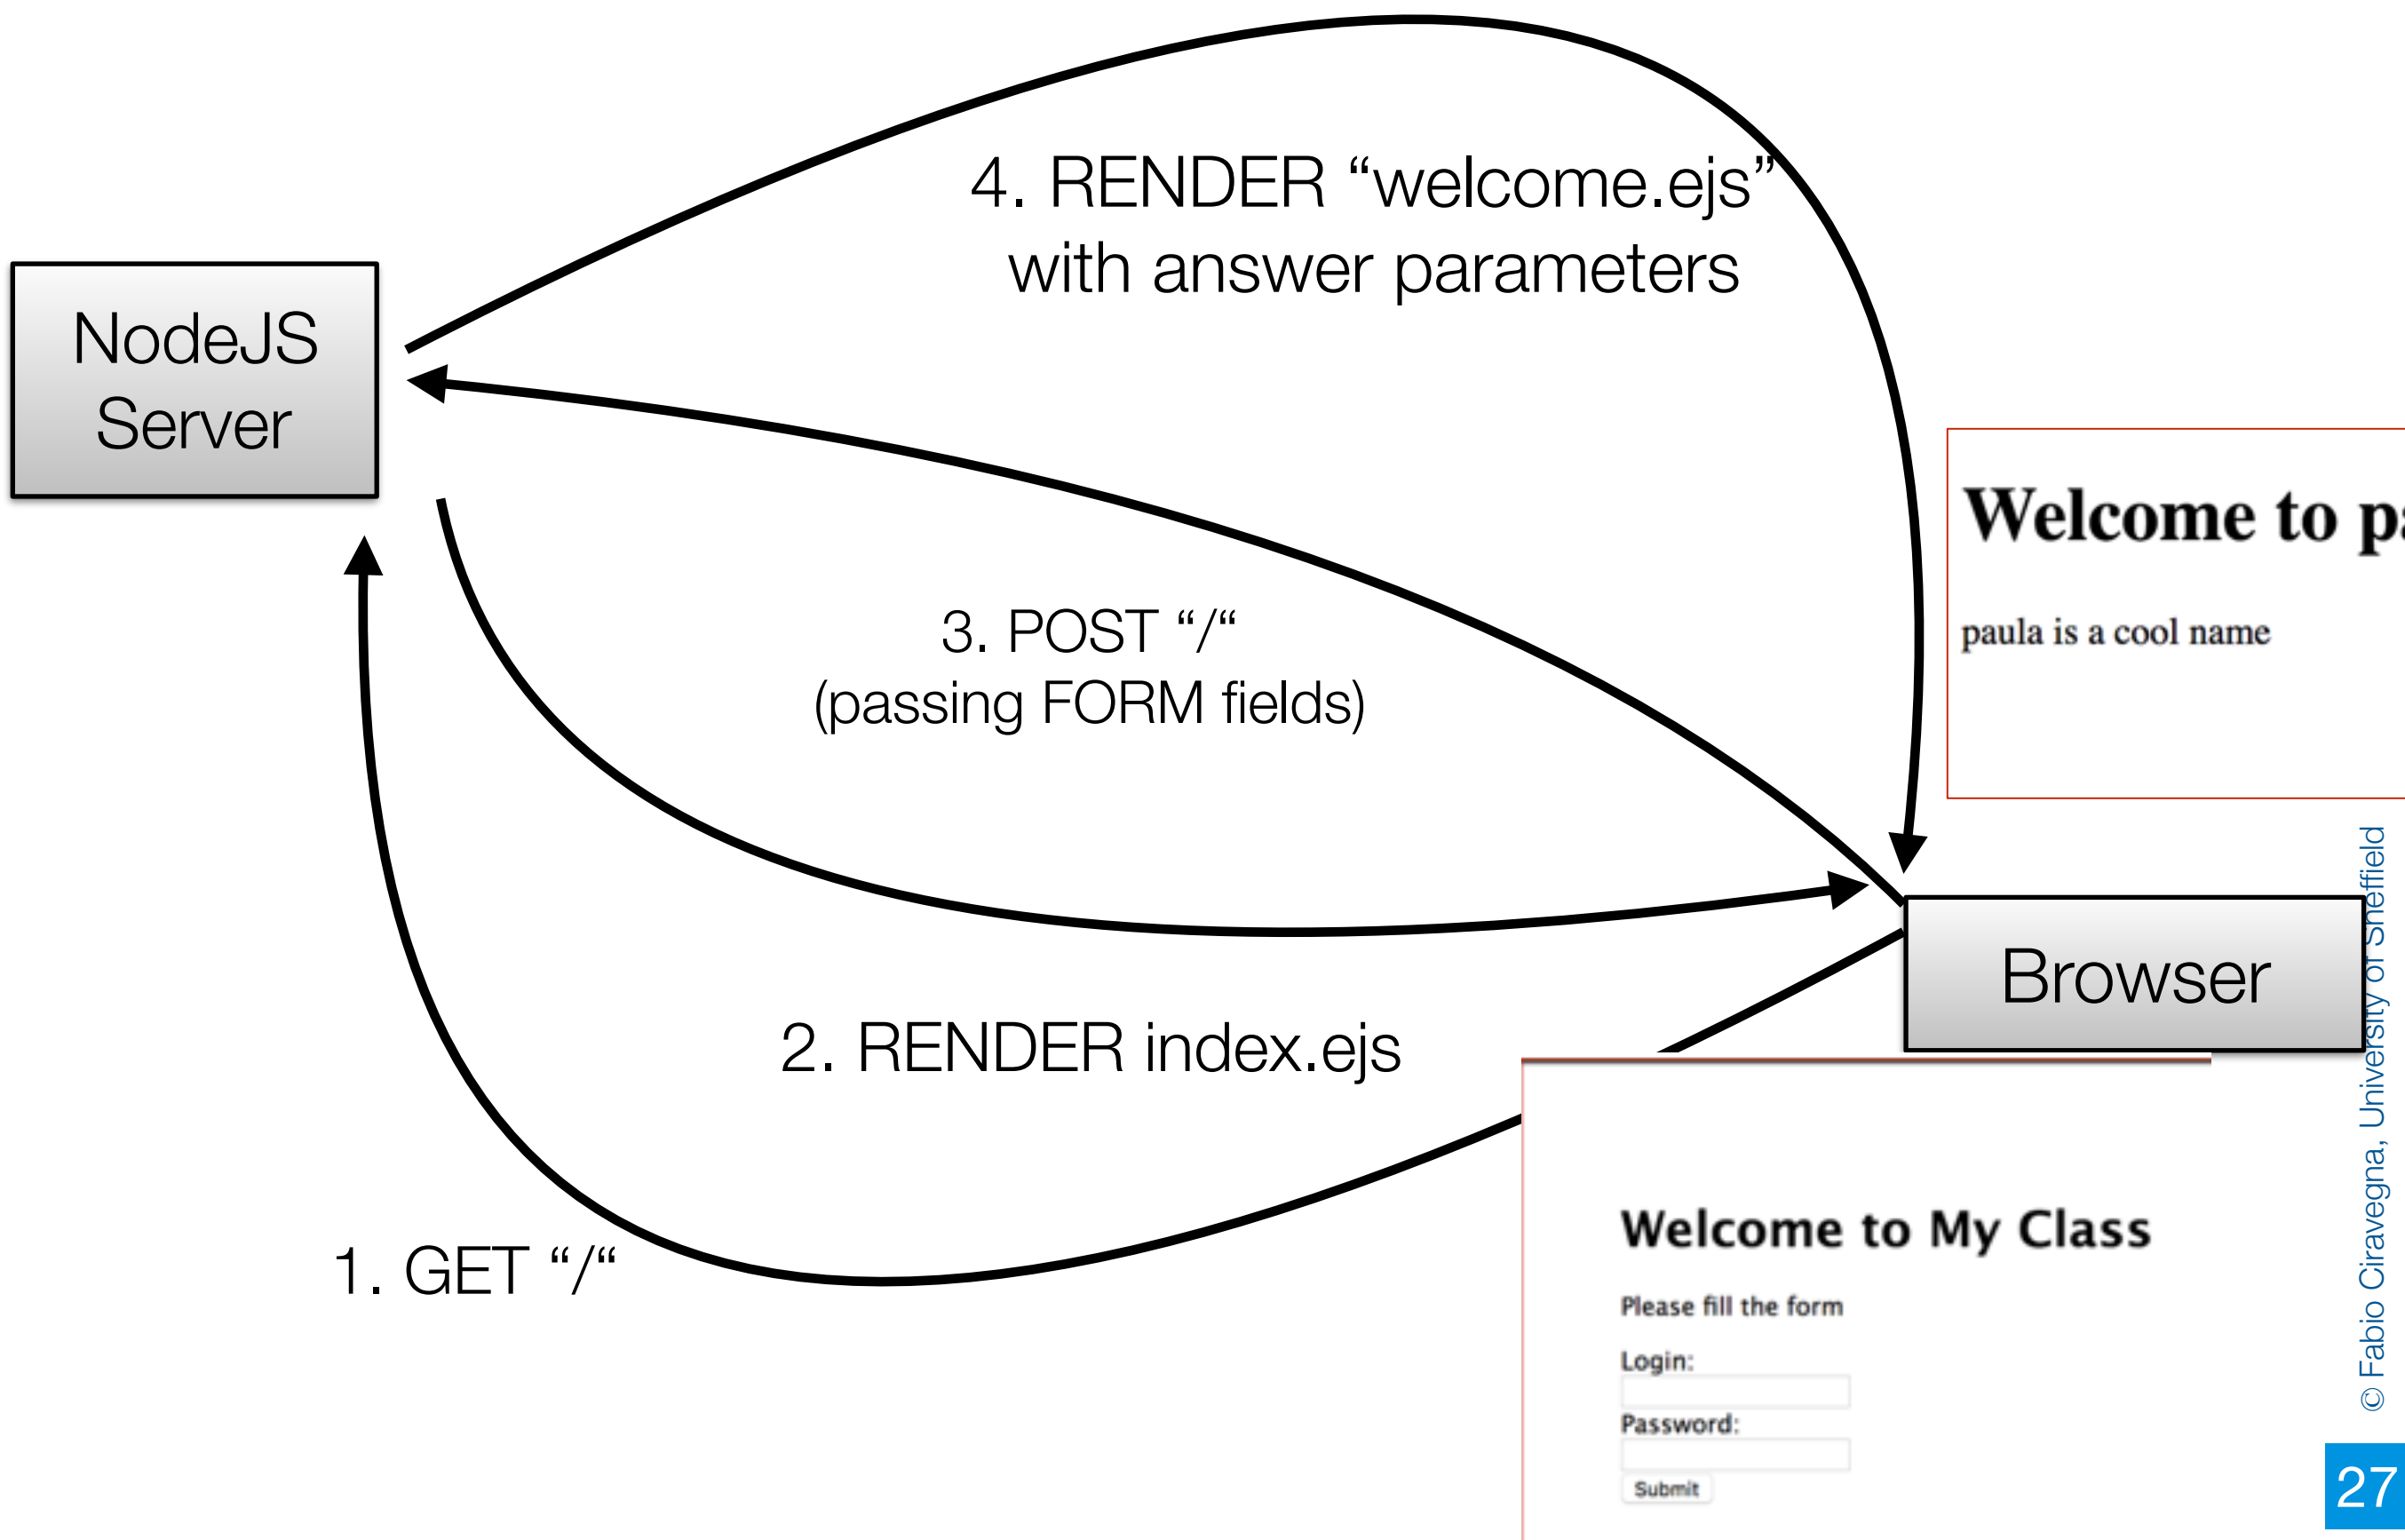 4. RENDER “welcome.ejs”
with answer parameters
NodeJS
Server
Welcome to
paula is a cool name
3. POST “/“
(passing FORM fields)
Browser
2. RENDER index.ejs
1. GET “/“
Welcome to My Class
Please fill the form
Login:
Password:
Submit
© Fabio Ciravegna, University of Sheffield
27